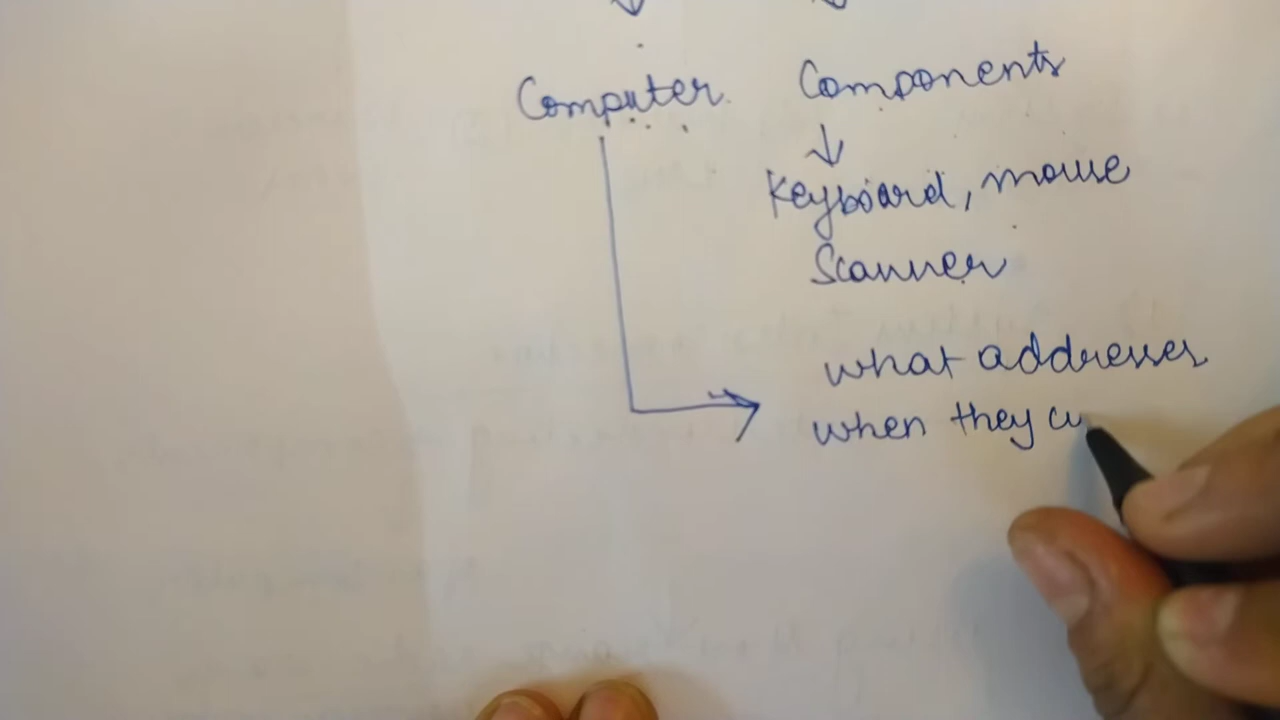 Computer. Components
Keyboard, mouse
Scanner
what addresses
when they